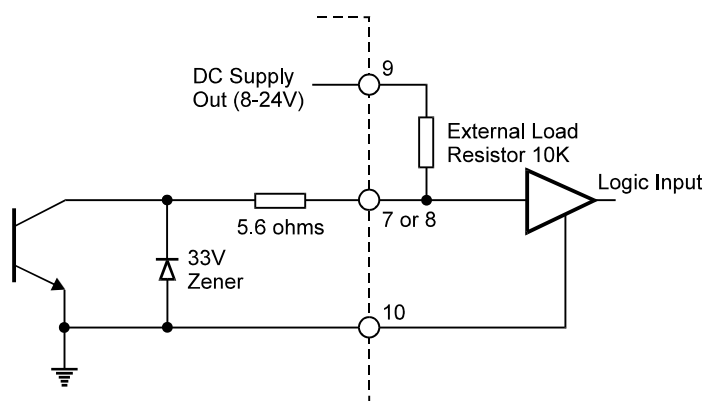 9
DC Supply
Out (8-24V)
External Load
Resistor 10K
Logic Input
5.6 ohms
7 or 8
33V
Zener
10